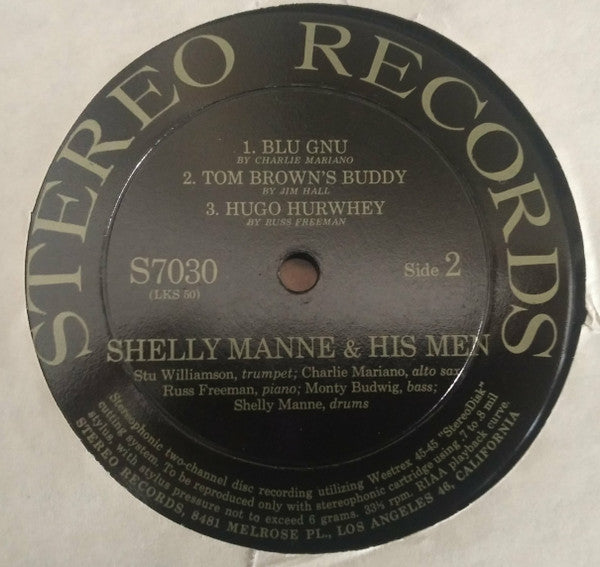 STEREO RECORDS
1. BLU GNU
BY CHARLIE MARIANO
2. TOM BROWN'S BUDDY
BY JIM HALL
3. HUGO HURWHEY
BY RUSS FREEMAN
S7030
(LKS 50)
Side 2
SHELLY MANNE & HIS MEN
Stu Williamson, trumpet; Charlie Mariano, alto sax
Russ Freeman, piano; Monty Budwig, bass;
Shelly Manne, drums
Stereophonic two-channel disc recording utilizing Westrex 45-45 "StereoDisk"
cutting system. To be reproduced only with stereophonic cartridge using .7 to .8 mil
stylus, with stylus pressure not to exceed 6 grams. 33⅓ rpm. RIAA playback curve.
STEREO RECORDS, 8481 MELROSE PL., LOS ANGELES 46, CALIFORNIA